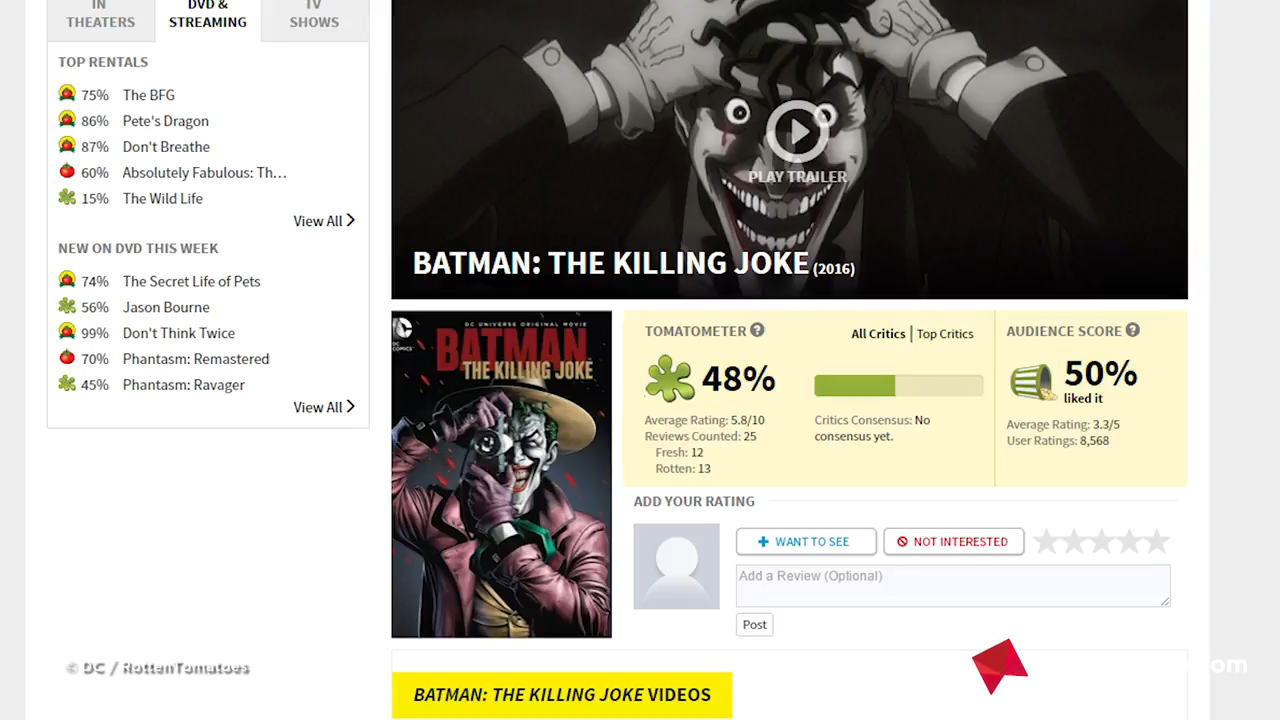 IN
THEATERS
DVD &
STREAMING
TV
SHOWS
TOP RENTALS
75% The BFG
86% Pete's Dragon
87% Don't Breathe
60% Absolutely Fabulous: Th...
15% The Wild Life
View All
NEW ON DVD THIS WEEK
74% The Secret Life of Pets
56% Jason Bourne
99% Don't Think Twice
70% Phantasm: Remastered
45% Phantasm: Ravager
View All
PLAY TRAILER
BATMAN: THE KILLING JOKE (2016)
DC UNIVERSE ORIGINAL MOVIE
DC
COMICS
BATMAN
THE KILLING JOKE
TOMATOMETER ?
All Critics | Top Critics
48%
Average Rating: 5.8/10
Reviews Counted: 25
Fresh: 12
Rotten: 13
Critics Consensus: No
consensus yet.
AUDIENCE SCORE ?
50%
liked it
Average Rating: 3.3/5
User Ratings: 8,568
ADD YOUR RATING
WANT TO SEE
NOT INTERESTED
Add a Review (Optional)
Post
© DC / RottenTomatoes
BATMAN: THE KILLING JOKE VIDEOS